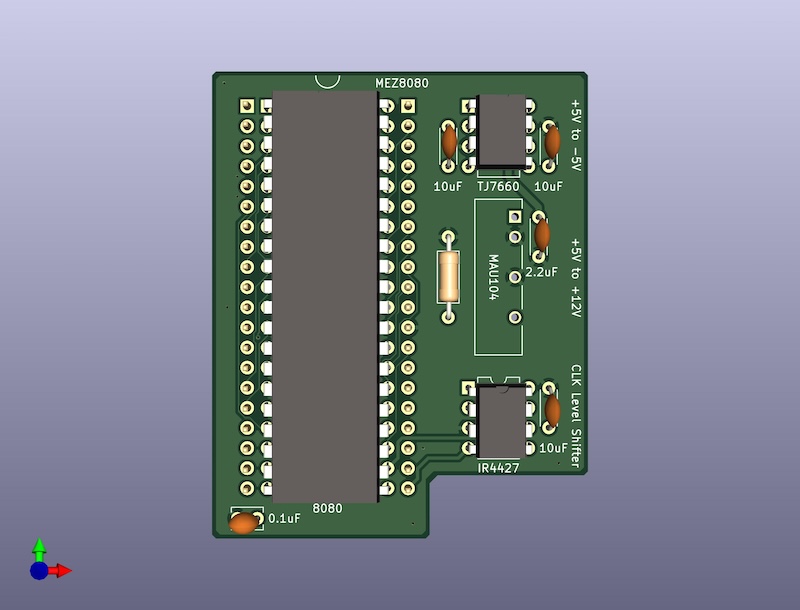 MEZ8080
+5V to -5V
10uF
TJ7660
10uF
+5V to +12V
MAU104
2.2uF
CLK Level Shifter
10uF
IR4427
8080
0.1uF